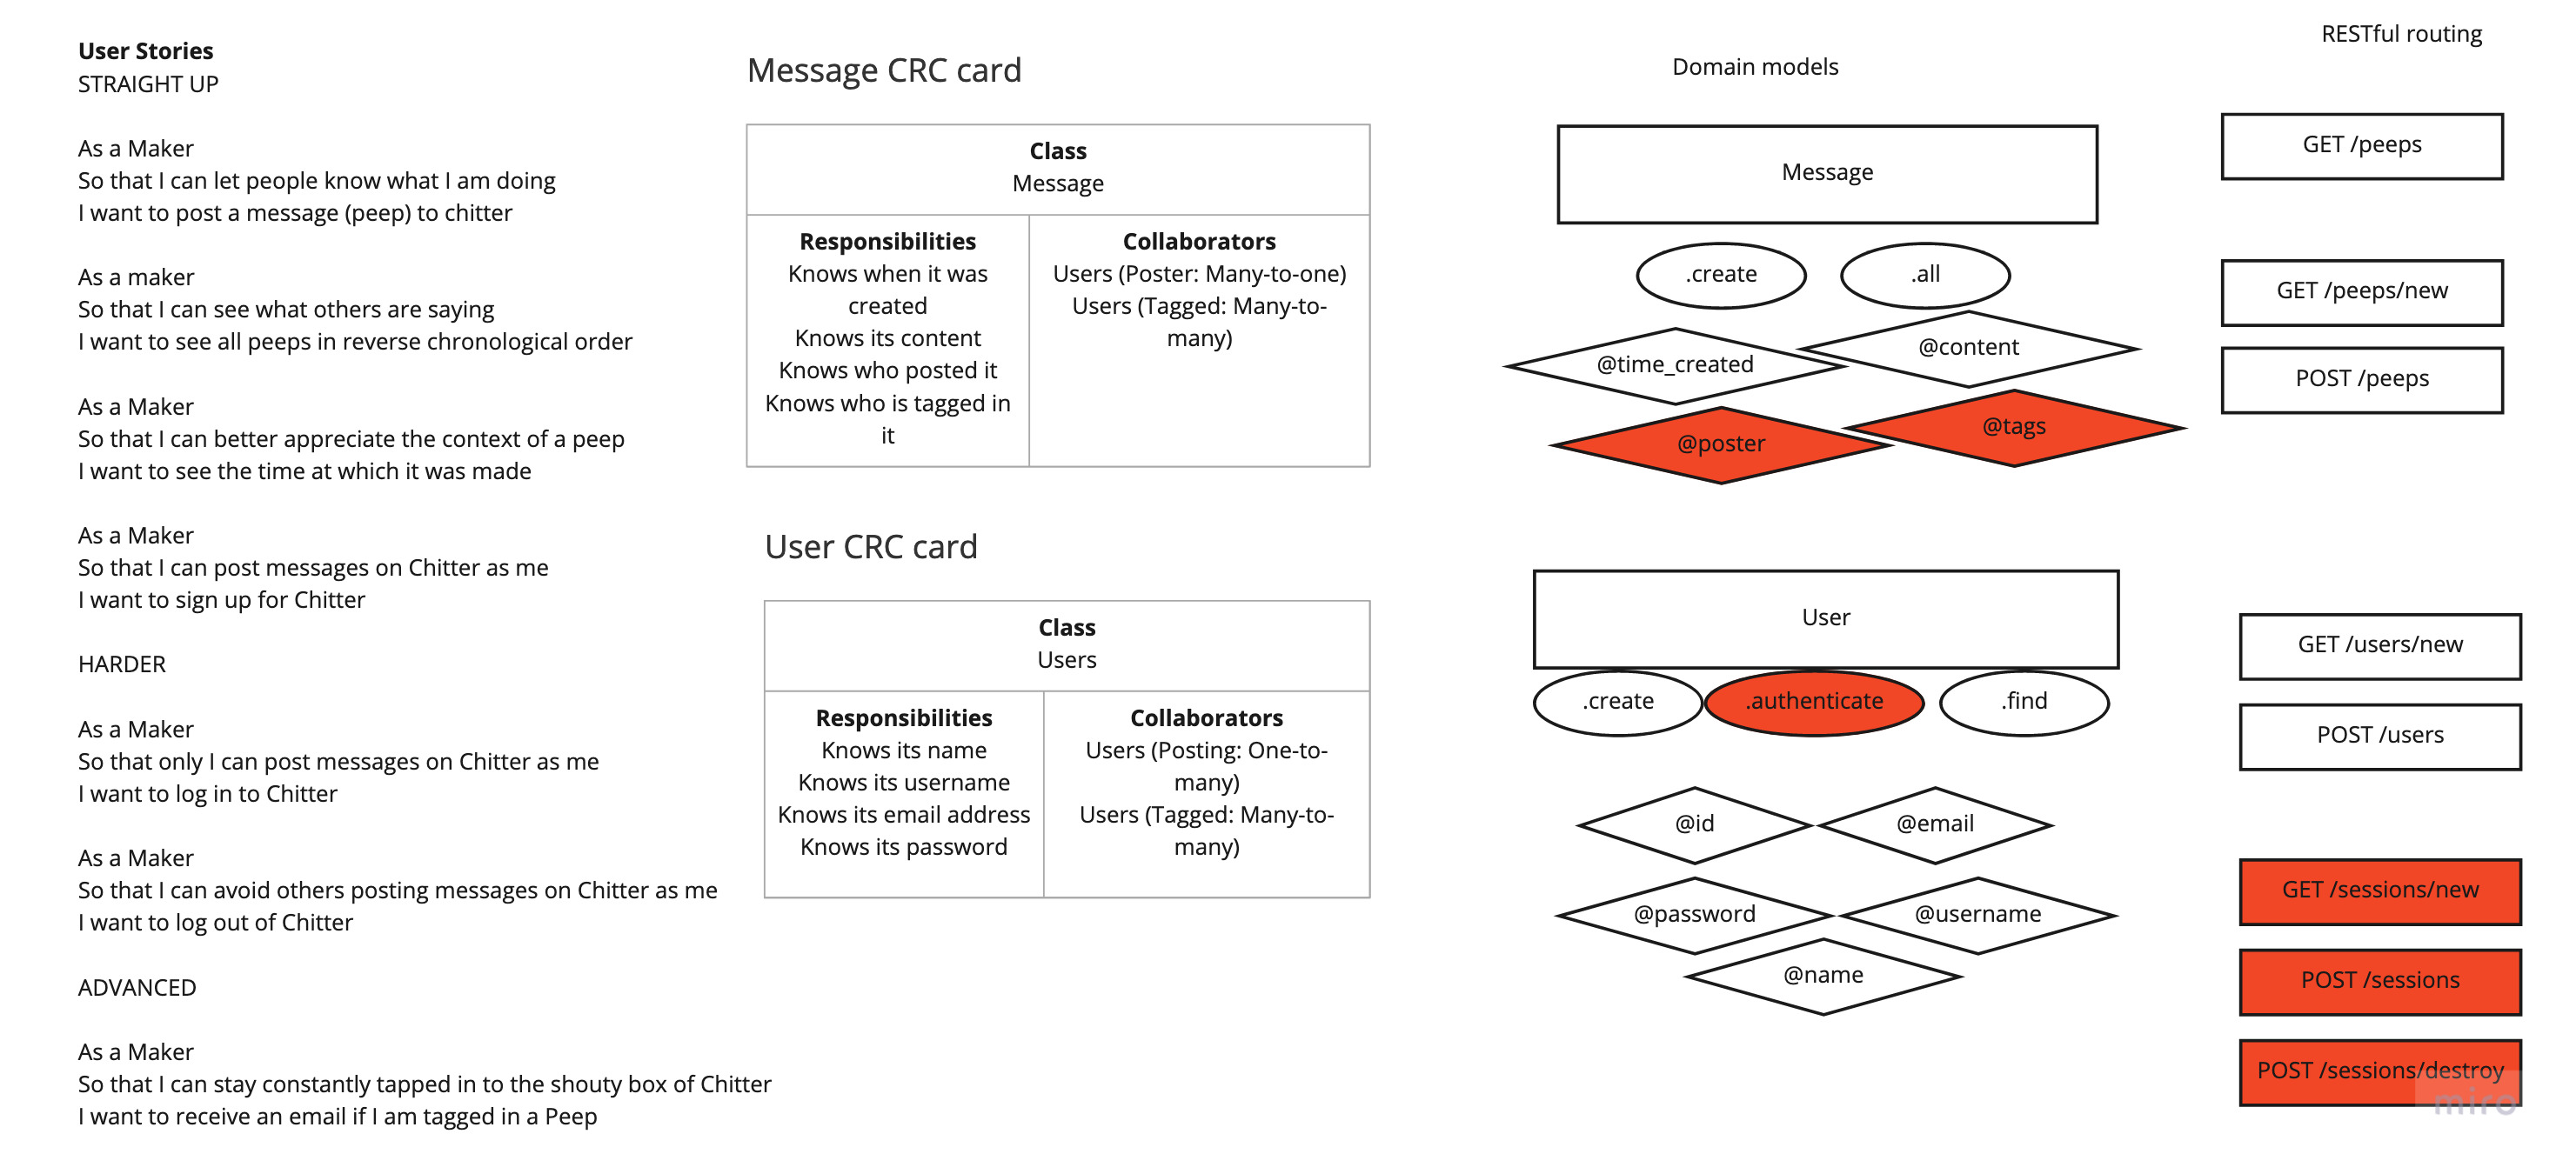 User Stories
STRAIGHT UP
As a Maker
So that I can let people know what I am doing
I want to post a message (peep) to chitter
As a maker
So that I can see what others are saying
I want to see all peeps in reverse chronological order
As a Maker
So that I can better appreciate the context of a peep
I want to see the time at which it was made
As a Maker
So that I can post messages on Chitter as me
I want to sign up for Chitter
HARDER
As a Maker
So that only I can post messages on Chitter as me
I want to log in to Chitter
As a Maker
So that I can avoid others posting messages on Chitter as me
I want to log out of Chitter
ADVANCED
As a Maker
So that I can stay constantly tapped in to the shouty box of Chitter
I want to receive an email if I am tagged in a Peep
Message CRC card
Class
Message
Responsibilities
Knows when it was
created
Knows its content
Knows who posted it
Knows who is tagged in
it
Collaborators
Users (Poster: Many-to-one)
Users (Tagged: Many-to-
many)
User CRC card
Class
Users
Responsibilities
Knows its name
Knows its username
Knows its email address
Knows its password
Collaborators
Users (Posting: One-to-
many)
Users (Tagged: Many-to-
many)
Domain models
Message
.create
.all
@time_created
@content
@poster
@tags
User
.create
.authenticate
.find
@id
@email
@password
@username
@name
RESTful routing
GET /peeps
GET /peeps/new
POST /peeps
GET /users/new
POST /users
GET /sessions/new
POST /sessions
POST /sessions/destroy
miro